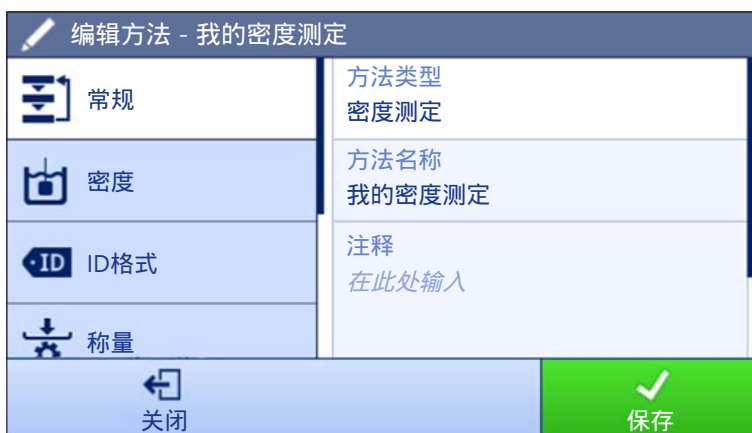 编辑方法 - 我的密度测定
常规
密度
ID
ID格式
称量
方法类型
密度测定
方法名称
我的密度测定
注释
在此处输入
关闭
保存